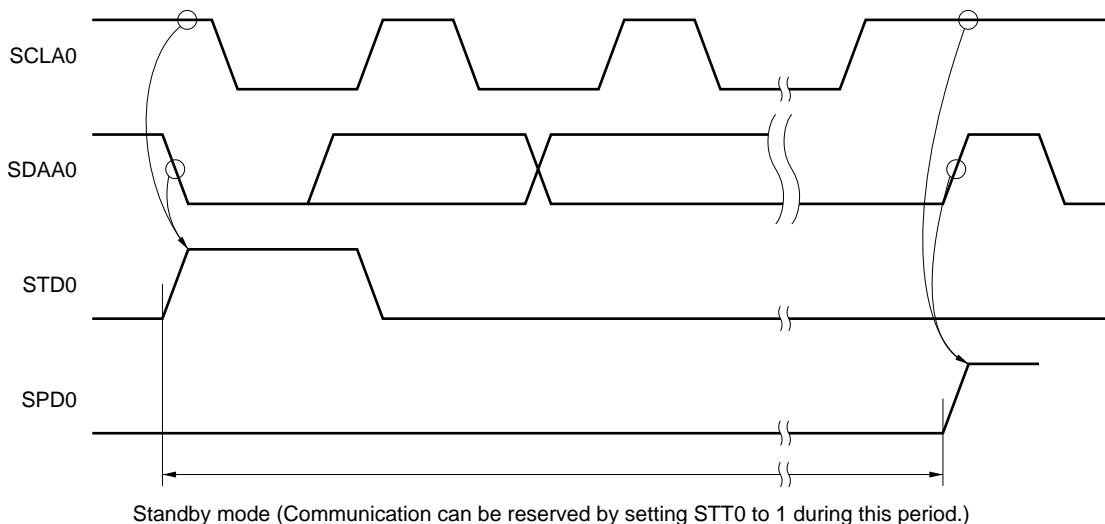 SCLA0
SDAA0
STD0
SPD0
Standby mode (Communication can be reserved by setting STT0 to 1 during this period.)